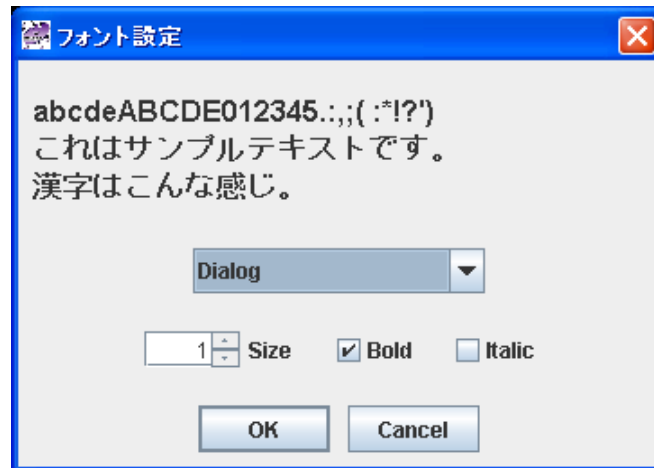 フォント設定
abcdeABCDE012345.:,;( :*!?')
これはサンプルテキストです。
漢字はこんな感じ。
Dialog
1 Size Bold Italic
OK Cancel